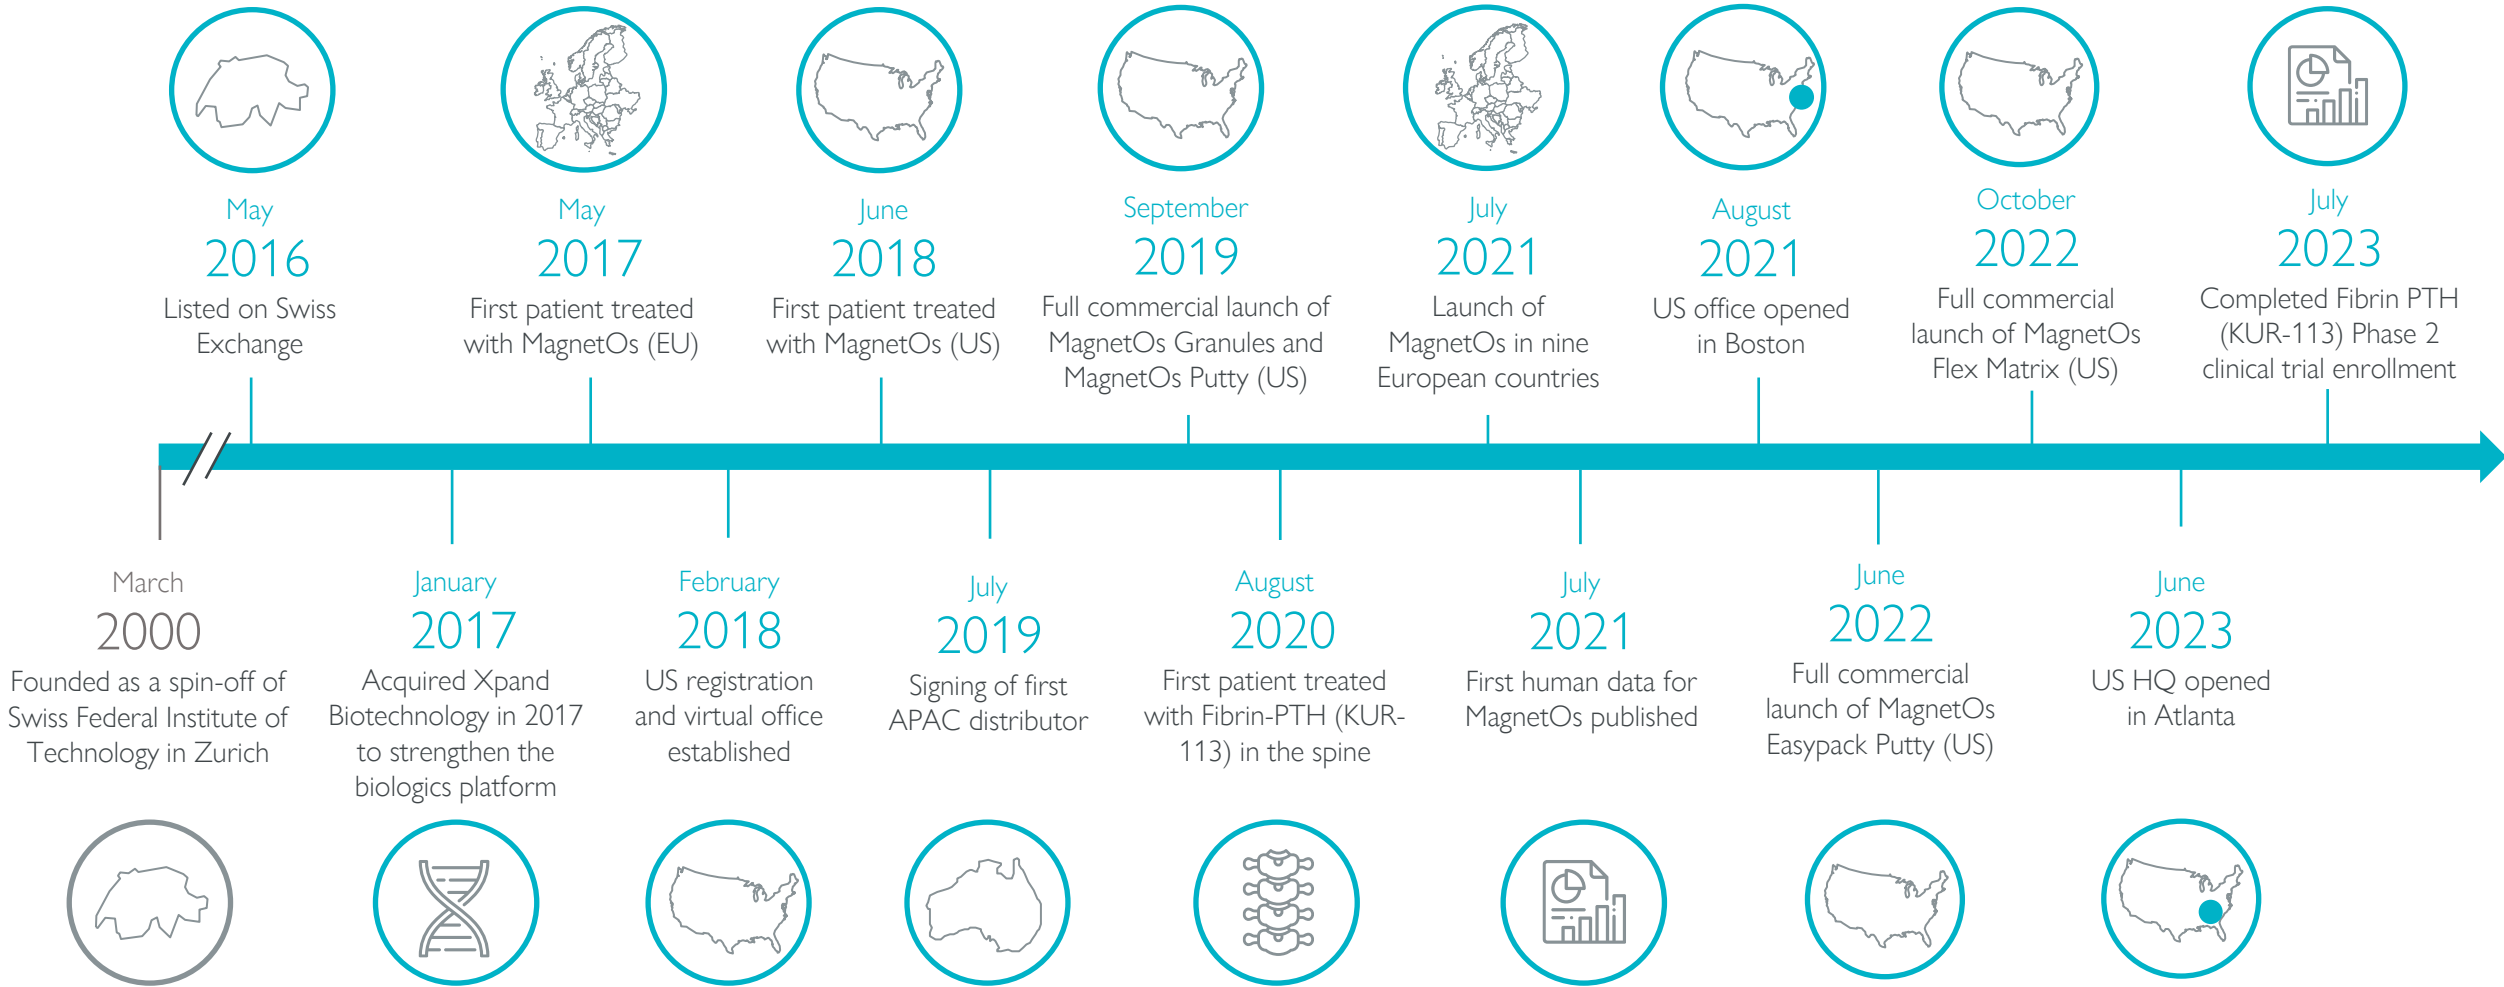 May
2016
Listed on Swiss
Exchange
May
2017
First patient treated
with MagnetOs (EU)
June
2018
First patient treated
with MagnetOs (US)
September
2019
Full commercial launch of
MagnetOs Granules and
MagnetOs Putty (US)
July
2021
Launch of
MagnetOs in nine
European countries
August
2021
US office opened
in Boston
October
2022
Full commercial
launch of MagnetOs
Flex Matrix (US)
July
2023
Completed Fibrin PTH
(KUR-113) Phase 2
clinical trial enrollment
March
2000
Founded as a spin-off of
Swiss Federal Institute of
Technology in Zurich
January
2017
Acquired Xpand
Biotechnology in 2017
to strengthen the
biologics platform
February
2018
US registration
and virtual office
established
July
2019
Signing of first
APAC distributor
August
2020
First patient treated
with Fibrin-PTH (KUR-
113) in the spine
July
2021
First human data for
MagnetOs published
June
2022
Full commercial
launch of MagnetOs
Easypack Putty (US)
June
2023
US HQ opened
in Atlanta